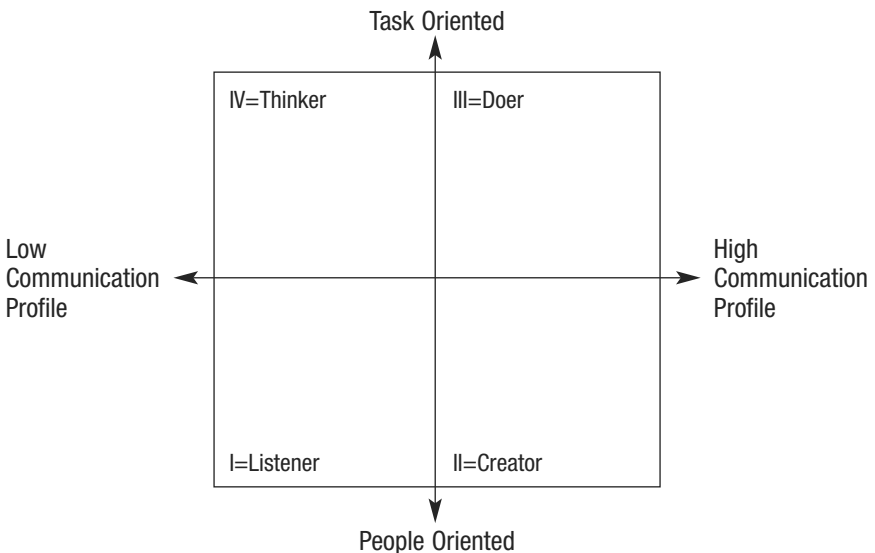 Task Oriented
IV=Thinker
III=Doer
Low
Communication
Profile
High
Communication
Profile
I=Listener
II=Creator
People Oriented